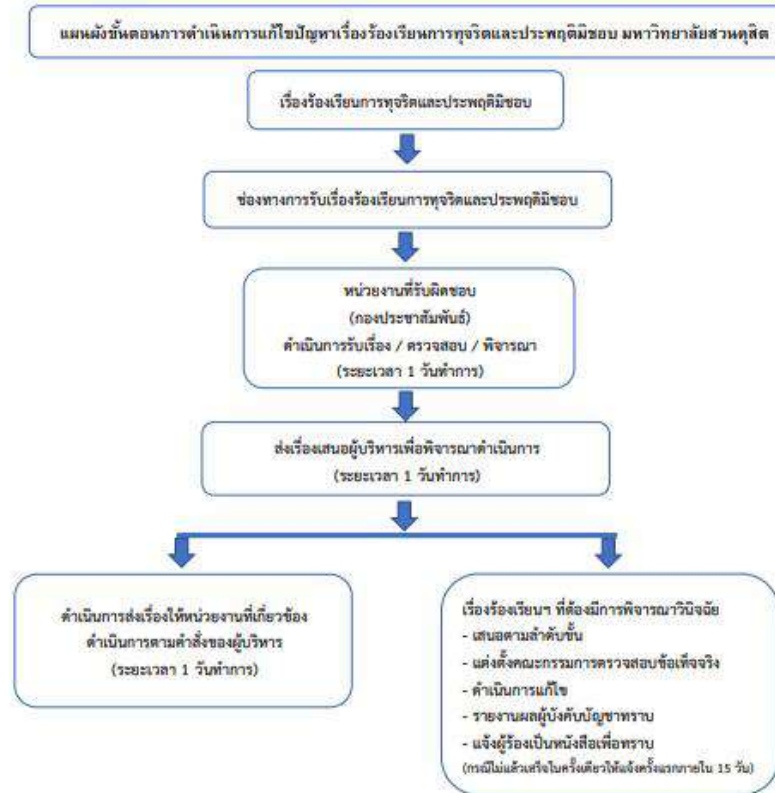 แผนผังขั้นตอนการดำเนินการแก้ไขปัญหาเรื่องร้องเรียนการทุจริตและประพฤติมิชอบ มหาวิทยาลัยสวนดุสิต
เรื่องร้องเรียนการทุจริตและประพฤติมิชอบ
ช่องทางการรับเรื่องร้องเรียนการทุจริตและประพฤติมิชอบ
หน่วยงานที่รับผิดชอบ
(กองประชาสัมพันธ์)
ดำเนินการรับเรื่อง / ตรวจสอบ / พิจารณา
(ระยะเวลา 1 วันทำการ)
ส่งเรื่องเสนอผู้บริหารเพื่อพิจารณาดำเนินการ
(ระยะเวลา 1 วันทำการ)
ดำเนินการส่งเรื่องให้หน่วยงานที่เกี่ยวข้อง
ดำเนินการตามคำสั่งของผู้บริหาร
(ระยะเวลา 1 วันทำการ)
เรื่องร้องเรียนฯ ที่ต้องมีการพิจารณาวินิจฉัย
- เสนอตามลำดับขั้น
- แต่งตั้งคณะกรรมการตรวจสอบข้อเท็จจริง
- ดำเนินการแก้ไข
- รายงานผลผู้บังคับบัญชาทราบ
- แจ้งผู้ร้องเป็นหนังสือเพื่อทราบ
(กรณีไม่แล้วเสร็จในครั้งเดียวให้แจ้งครั้งแรกภายใน 15 วัน)